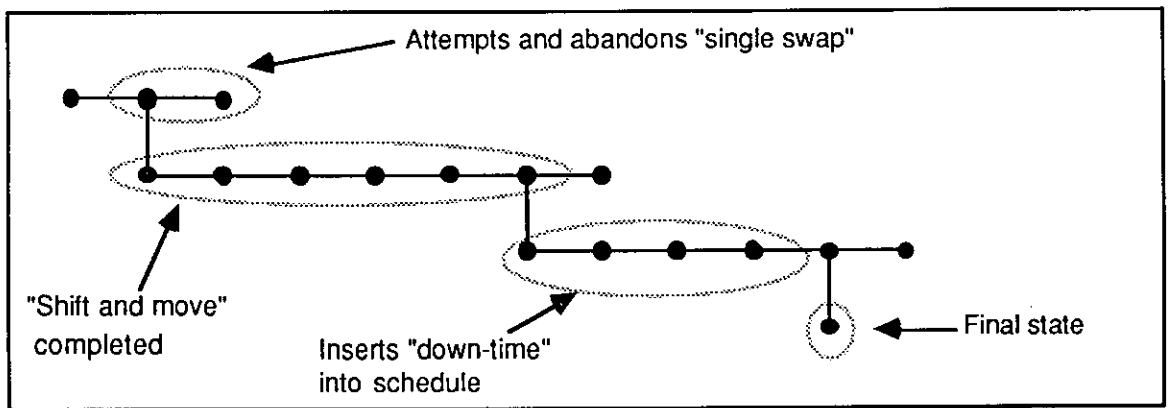 Attempts and abandons "single swap"
"Shift and move"
completed
Inserts "down-time"
into schedule
Final state